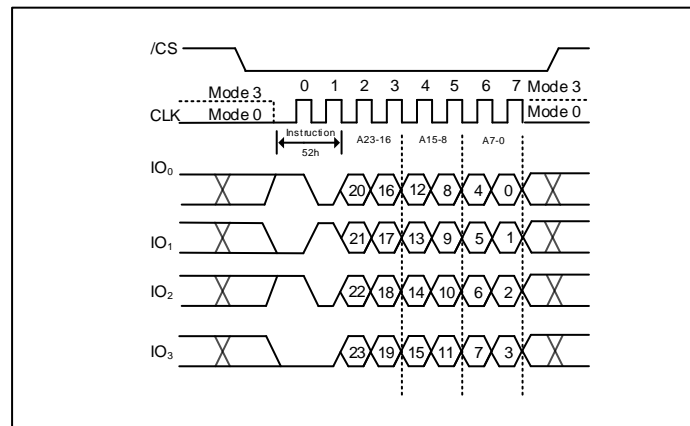 /CS
0 1 2 3 4 5 6 7
Mode 3 Mode 3
CLK Mode 0 Mode 0
Instruction A23-16 A15-8 A7-0
52h
IO0
20 16 12 8 4 0
IO1
21 17 13 9 5 1
IO2
22 18 14 10 6 2
IO3
23 19 15 11 7 3